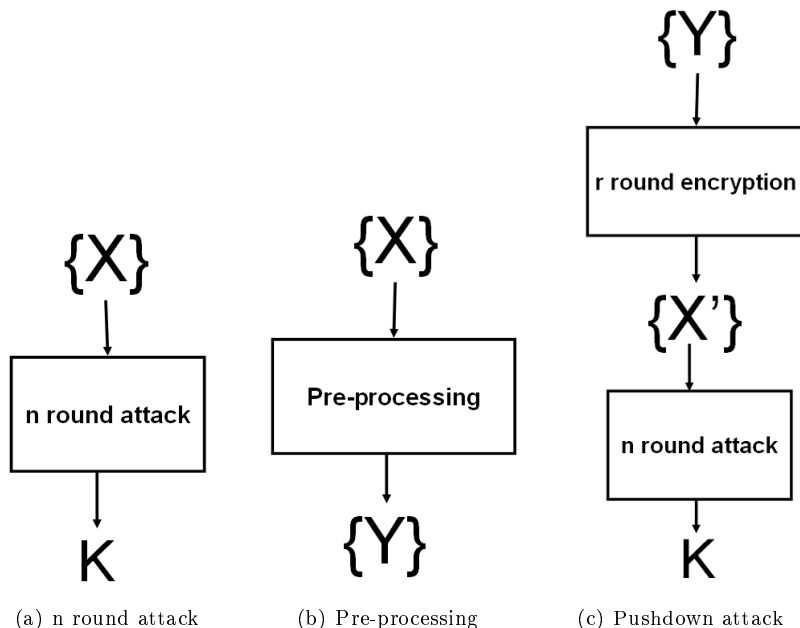 {X}
n round attack
K
(a) n round attack
{X}
Pre-processing
{Y}
(b) Pre-processing
{Y}
r round encryption
{X'}
n round attack
K
(c) Pushdown attack